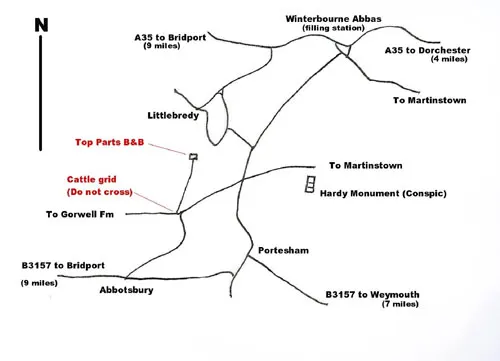 N
Winterbourne Abbas
(filling station)
A35 to Bridport
(9 miles)
A35 to Dorchester
(4 miles)
To Martinstown
Littlebredy
Top Parts B&B
Cattle grid
(Do not cross)
To Martinstown
Hardy Monument (Conspic)
To Gorwell Fm
Portesham
B3157 to Bridport
(9 miles)
Abbotsbury
B3157 to Weymouth
(7 miles)